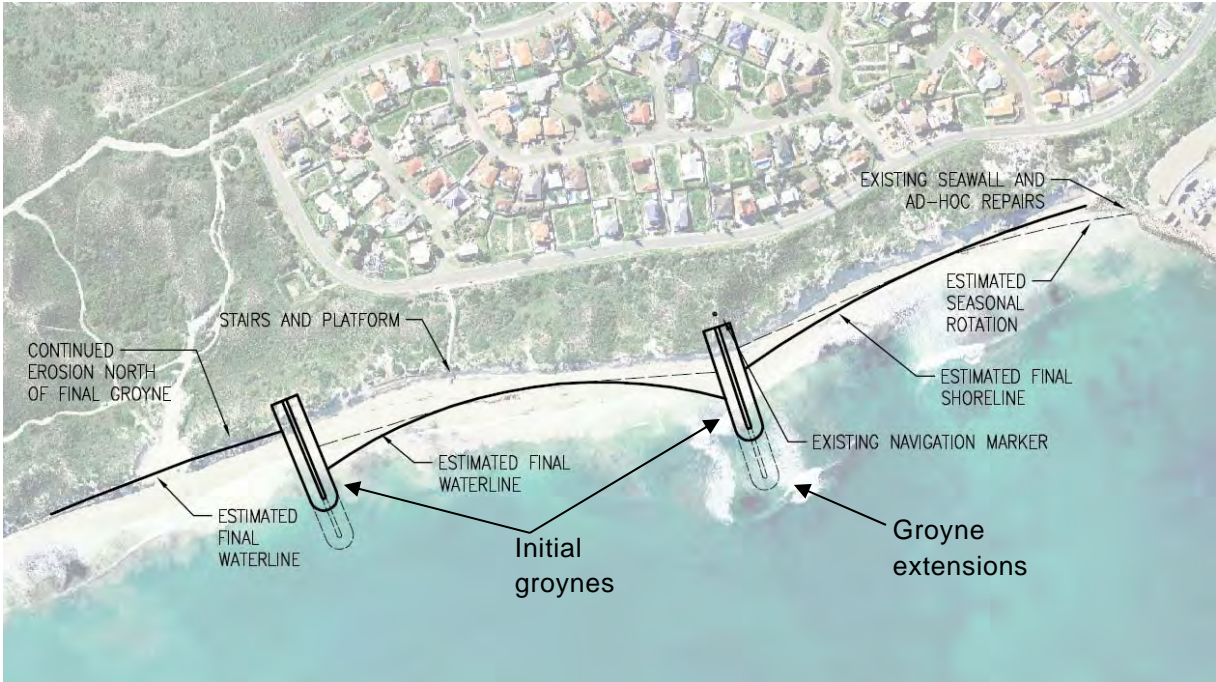 EXISTING SEAWALL AND
AD-HOC REPAIRS
ESTIMATED
SEASONAL
ROTATION
STAIRS AND PLATFORM
CONTINUED
EROSION NORTH
OF FINAL GROYNE
ESTIMATED FINAL
SHORELINE
EXISTING NAVIGATION MARKER
ESTIMATED FINAL
WATERLINE
ESTIMATED
FINAL
WATERLINE
Initial
groynes
Groyne
extensions